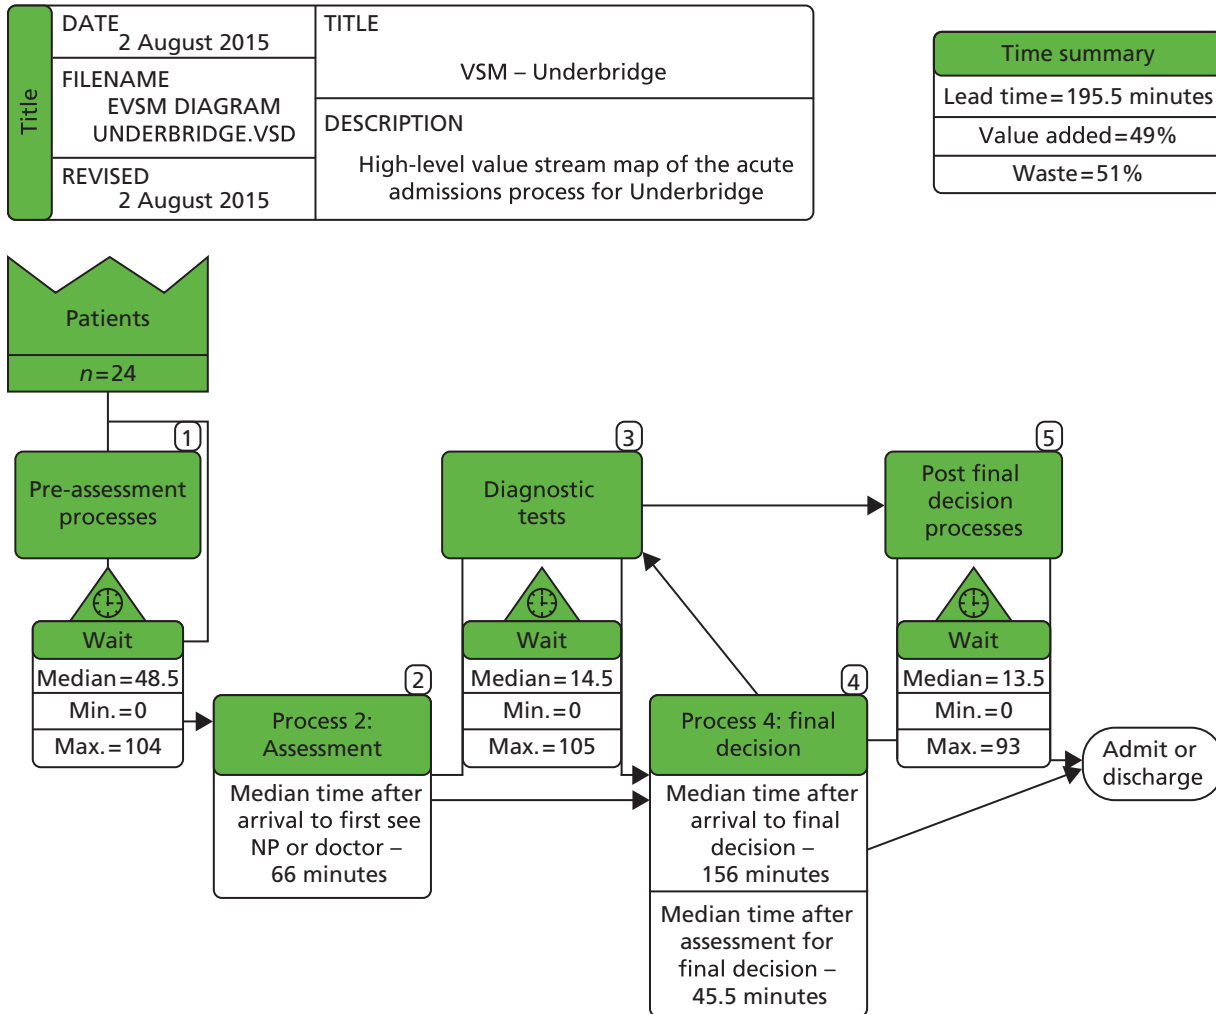 Title
DATE
2 August 2015
FILENAME
EVSM DIAGRAM
UNDERBRIDGE.VSD
REVISED
2 August 2015
TITLE
VSM – Underbridge
DESCRIPTION
High-level value stream map of the acute
admissions process for Underbridge
Time summary
Lead time=195.5 minutes
Value added=49%
Waste=51%
Patients
n=24
1
Pre-assessment
processes
Wait
Median=48.5
Min.=0
Max.=104
2
Process 2:
Assessment
Median time after
arrival to first see
NP or doctor –
66 minutes
3
Diagnostic
tests
Wait
Median=14.5
Min.=0
Max.=105
4
Process 4: final
decision
Median time after
arrival to final
decision –
156 minutes
Median time after
assessment for
final decision –
45.5 minutes
5
Post final
decision
processes
Wait
Median=13.5
Min.=0
Max.=93
Admit or
discharge